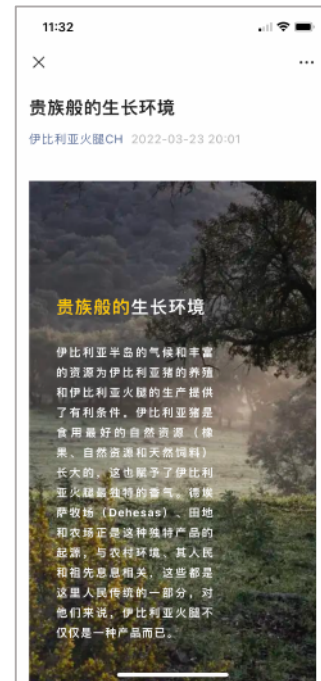 11:32
贵族般的生长环境
伊比利亚火腿CH 2022-03-23 20:01
贵族般的生长环境
伊比利亚半岛的气候和丰富
的资源为伊比利亚猪的养殖
和伊比利亚火腿的生产提供
了有利条件。伊比利亚猪是
食用最好的自然资源（橡
果、自然资源和天然饲料）
长大的，这也赋予了伊比利
亚火腿最独特的香气。德埃
萨牧场（Dehesas）、田地
和农场正是这种独特产品的
起源，与农村环境、其人民
和祖先息息相关，这些都是
这里人民传统的一部分，对
他们来说，伊比利亚火腿不
仅仅是一种产品而已。